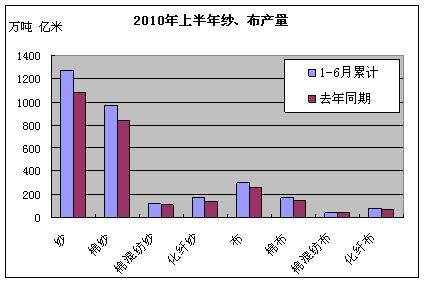 2010年上半年纱、布产量
万吨 亿米
1400
1200
1000
800
600
400
200
0
1-6月累计
去年同期
纱
棉纱
棉混纺纱
化纤纱
布
棉布
棉混纺布
化纤布